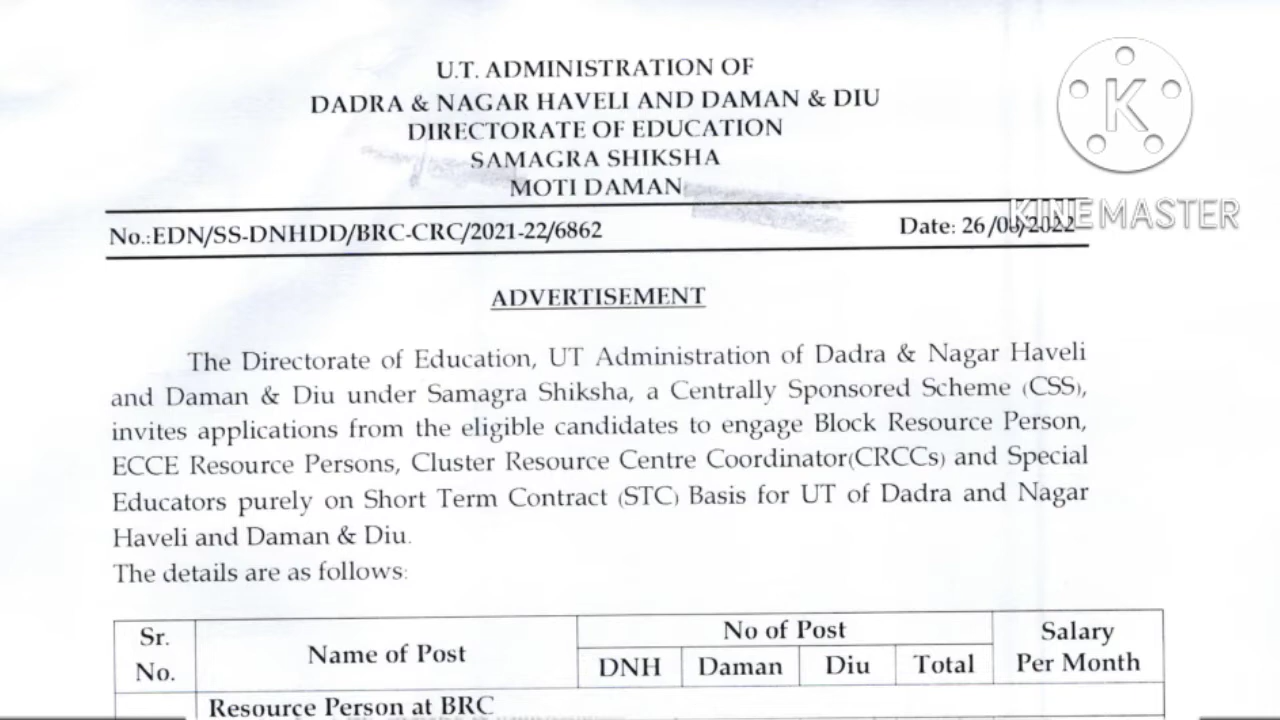 U.T. ADMINISTRATION OF
DADRA & NAGAR HAVELI AND DAMAN & DIU
DIRECTORATE OF EDUCATION
SAMAGRA SHIKSHA
MOTI DAMAN
No.:EDN/SS-DNHDD/BRC-CRC/2021-22/6862
Date:
K
KINEMASTER
ADVERTISEMENT
The Directorate of Education, UT Administration of Dadra & Nagar Haveli
and Daman & Diu under Samagra Shiksha, a Centrally Sponsored Scheme (CSS),
invites applications from the eligible candidates to engage Block Resource Person,
ECCE Resource Persons, Cluster Resource Centre Coordinator(CRCCs) and Special
Educators purely on Short Term Contract (STC) Basis for UT of Dadra and Nagar
Haveli and Daman & Diu.
The details are as follows:
Sr. No.
Name of Post
No of Post
DNH Daman Diu Total
Salary
Per Month
Resource Person at BRC